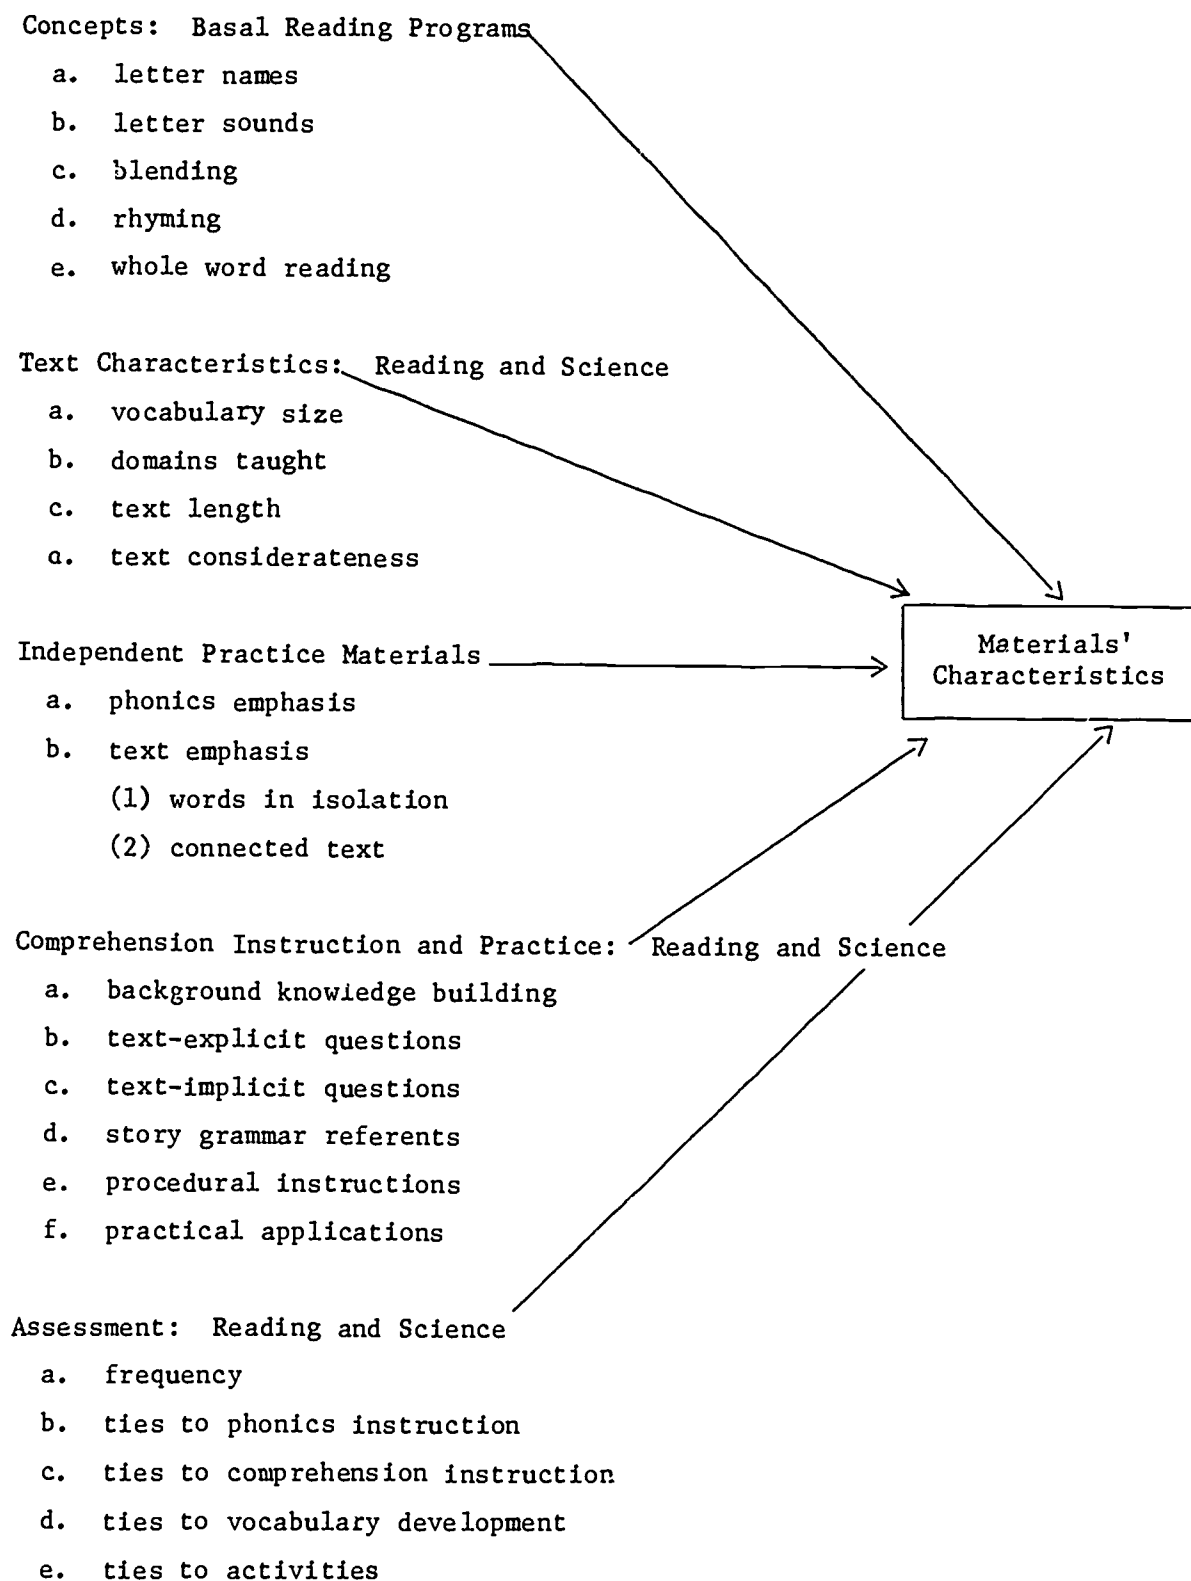 Concepts: Basal Reading Programs
a. letter names
b. letter sounds
c. blending
d. rhyming
e. whole word reading
Text Characteristics: Reading and Science
a. vocabulary size
b. domains taught
c. text length
a. text considerateness
Independent Practice Materials
a. phonics emphasis
b. text emphasis
(1) words in isolation
(2) connected text
Materials'
Characteristics
Comprehension Instruction and Practice: Reading and Science
a. background knowledge building
b. text-explicit questions
c. text-implicit questions
d. story grammar referents
e. procedural instructions
f. practical applications
Assessment: Reading and Science
a. frequency
b. ties to phonics instruction
c. ties to comprehension instruction
d. ties to vocabulary development
e. ties to activities